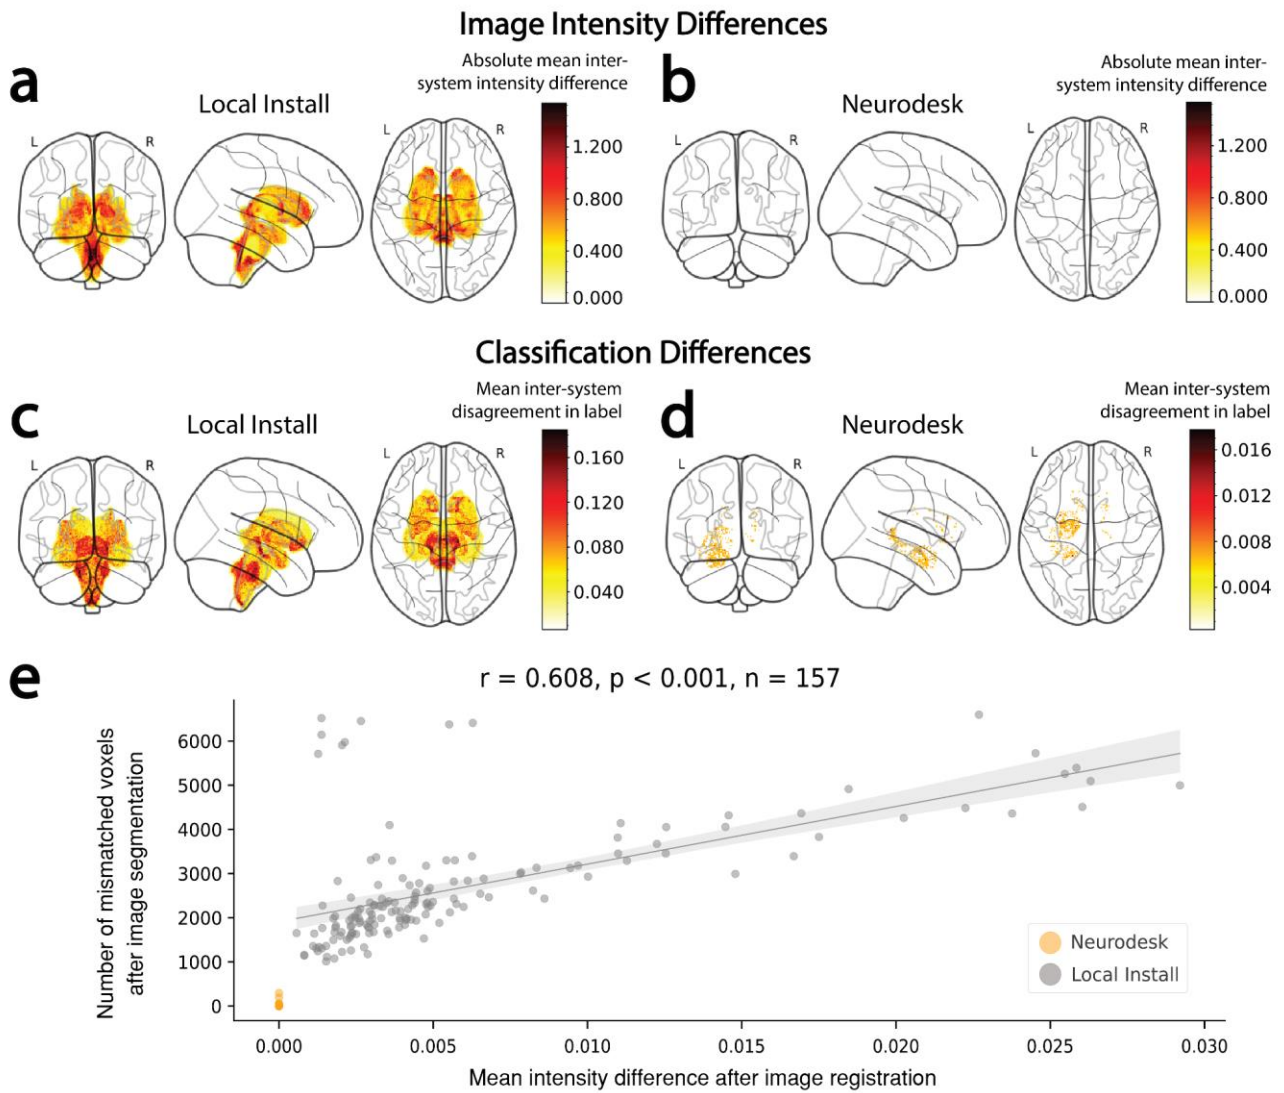 Image Intensity Differences
a
Absolute mean inter-
system intensity difference
Local Install
L
R
L
R
1.200
0.800
0.400
0.000
b
Absolute mean inter-
system intensity difference
Neurodesk
L
R
L
R
1.200
0.800
0.400
0.000
Classification Differences
c
Mean inter-system
disagreement in label
Local Install
L
R
L
R
0.160
0.120
0.080
0.040
d
Mean inter-system
disagreement in label
Neurodesk
L
R
L
R
0.016
0.012
0.008
0.004
e
r = 0.608, p < 0.001, n = 157
Number of mismatched voxels
after image segmentation
6000
5000
4000
3000
2000
1000
0
Neurodesk
Local Install
0.000 0.005 0.010 0.015 0.020 0.025 0.030
Mean intensity difference after image registration